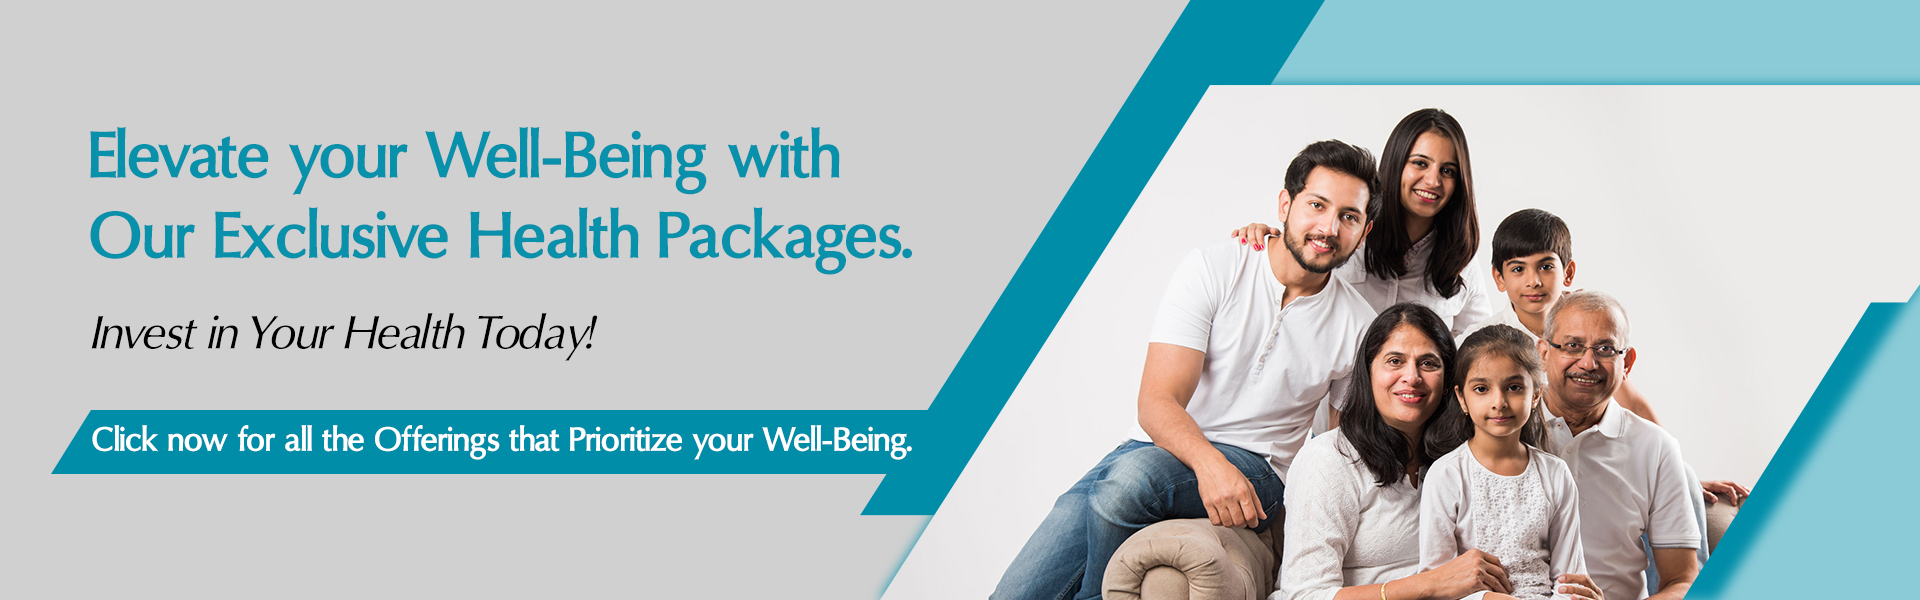 Elevate your Well-Being with
Our Exclusive Health Packages.
Invest in Your Health Today!
Click now for all the Offerings that Prioritize your Well-Being.